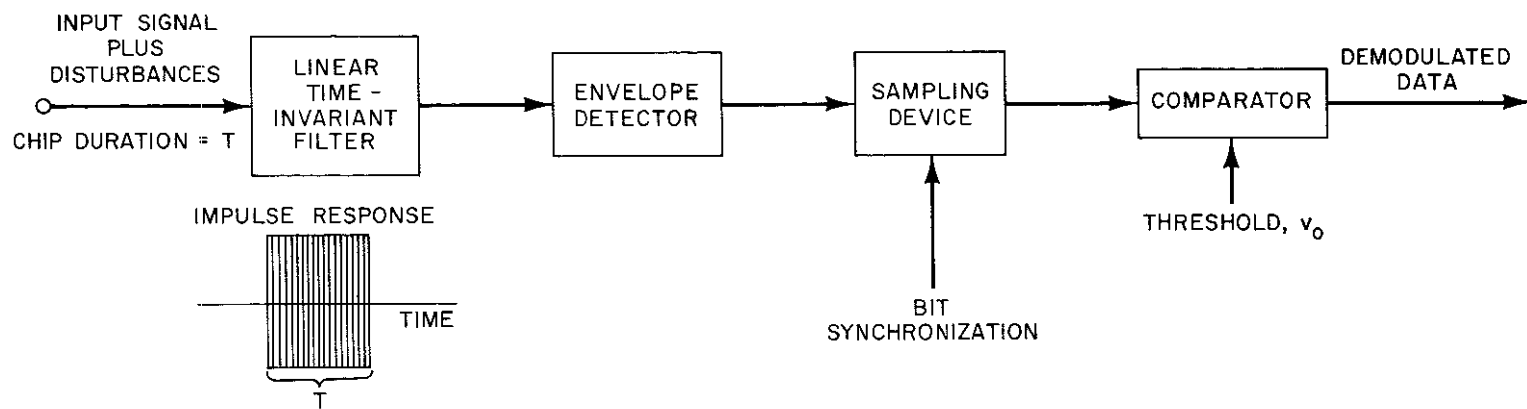 INPUT SIGNAL
PLUS
DISTURBANCES
CHIP DURATION = T
LINEAR
TIME -
INVARIANT
FILTER
ENVELOPE
DETECTOR
SAMPLING
DEVICE
COMPARATOR
DEMODULATED
DATA
IMPULSE RESPONSE
TIME
T
BIT
SYNCHRONIZATION
THRESHOLD, v₀